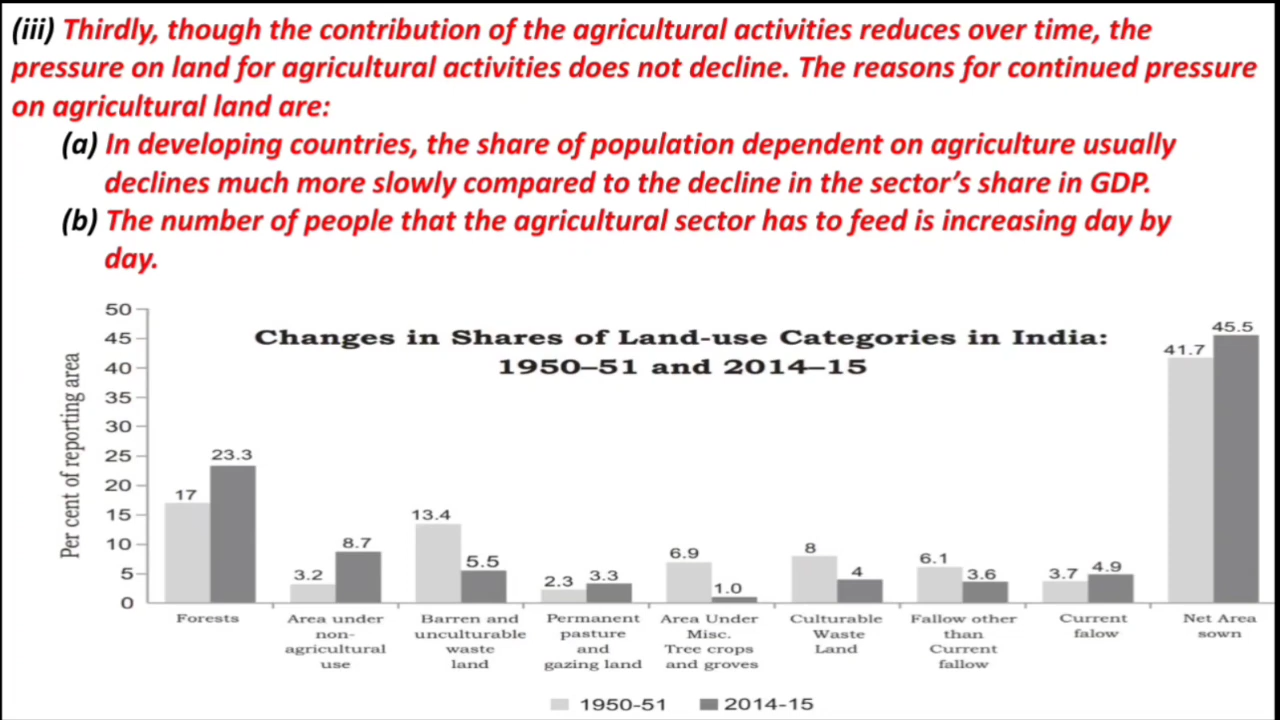 (iii) Thirdly, though the contribution of the agricultural activities reduces over time, the
pressure on land for agricultural activities does not decline. The reasons for continued pressure
on agricultural land are:
(a) In developing countries, the share of population dependent on agriculture usually
declines much more slowly compared to the decline in the sector's share in GDP.
(b) The number of people that the agricultural sector has to feed is increasing day by
day.
Changes in Shares of Land-use Categories in India:
1950–51 and 2014–15
Per cent of reporting area
50
45
40
35
30
25
20
15
10
5
0
17
23.3
3.2
8.7
13.4
5.5
2.3
3.3
6.9
1.0
8
4
6.1
3.6
3.7
4.9
41.7
45.5
Forests
Area under
non-
agricultural
use
Barren and
unculturable
waste
land
Permanent
pasture
and
gazing land
Area Under
Misc.
Tree crops
and groves
Culturable
Waste
Land
Fallow other
than
Current
fallow
Current
falow
Net Area
sown
1950-51
2014-15